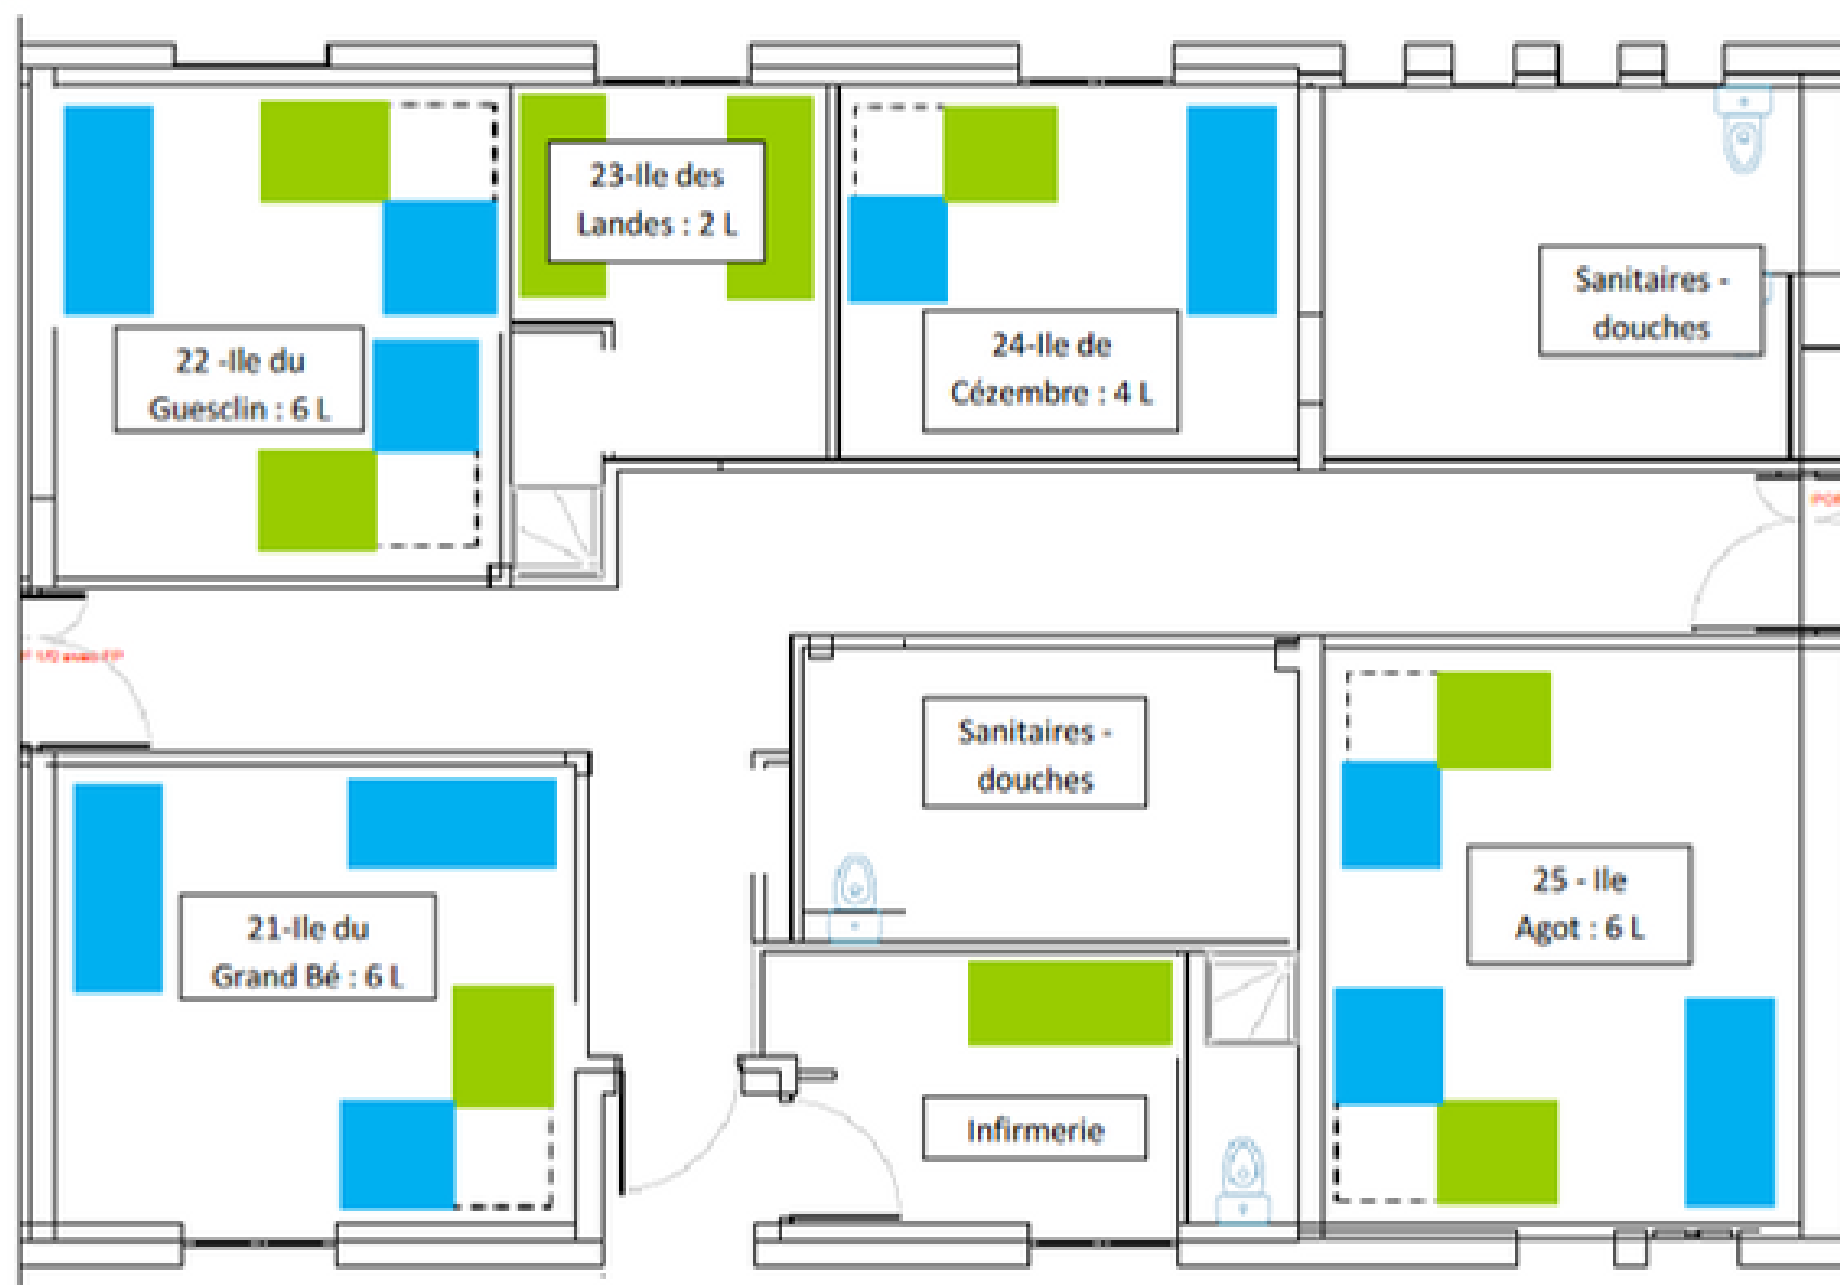 23-Ile des
Landes : 2 L
Sanitaires -
douches
24-Ile de
Cézembre : 4 L
22 -Ile du
Guesclin : 6 L
Sanitaires -
douches
25 - Ile
Agot : 6 L
21-Ile du
Grand Bé : 6 L
Infirmerie